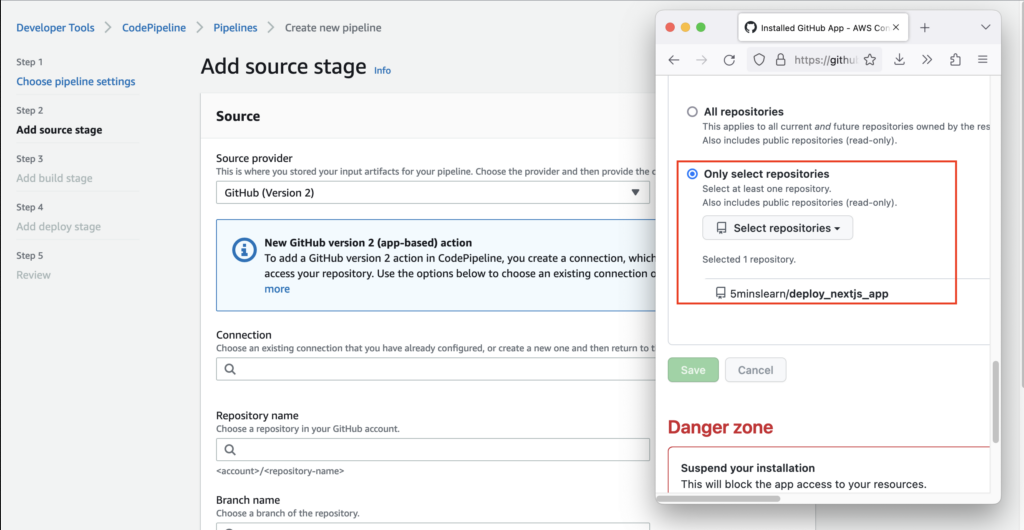 Developer Tools
CodePipeline
Pipelines
Create new pipeline
Step 1
Choose pipeline settings
Step 2
Add source stage
Step 3
Add build stage
Step 4
Add deploy stage
Step 5
Review
Add source stage
Info
Source
Source provider
This is where you stored your input artifacts for your pipeline. Choose the provider and then provide the
GitHub (Version 2)
New GitHub version 2 (app-based) action
To add a GitHub version 2 action in CodePipeline, you create a connection, which
access your repository. Use the options below to choose an existing connection
more
Connection
Choose an existing connection that you have already configured, or create a new one and then return to
Repository name
Choose a repository in your GitHub account.
<account>/<repository-name>
Branch name
Choose a branch of the repository.
Installed GitHub App - AWS Con
https://github
All repositories
This applies to all current and future repositories owned by the res
Also includes public repositories (read-only).
Only select repositories
Select at least one repository.
Also includes public repositories (read-only).
Select repositories
Selected 1 repository.
5minslearn/deploy_nextjs_app
Save
Cancel
Danger zone
Suspend your installation
This will block the app access to your resources.